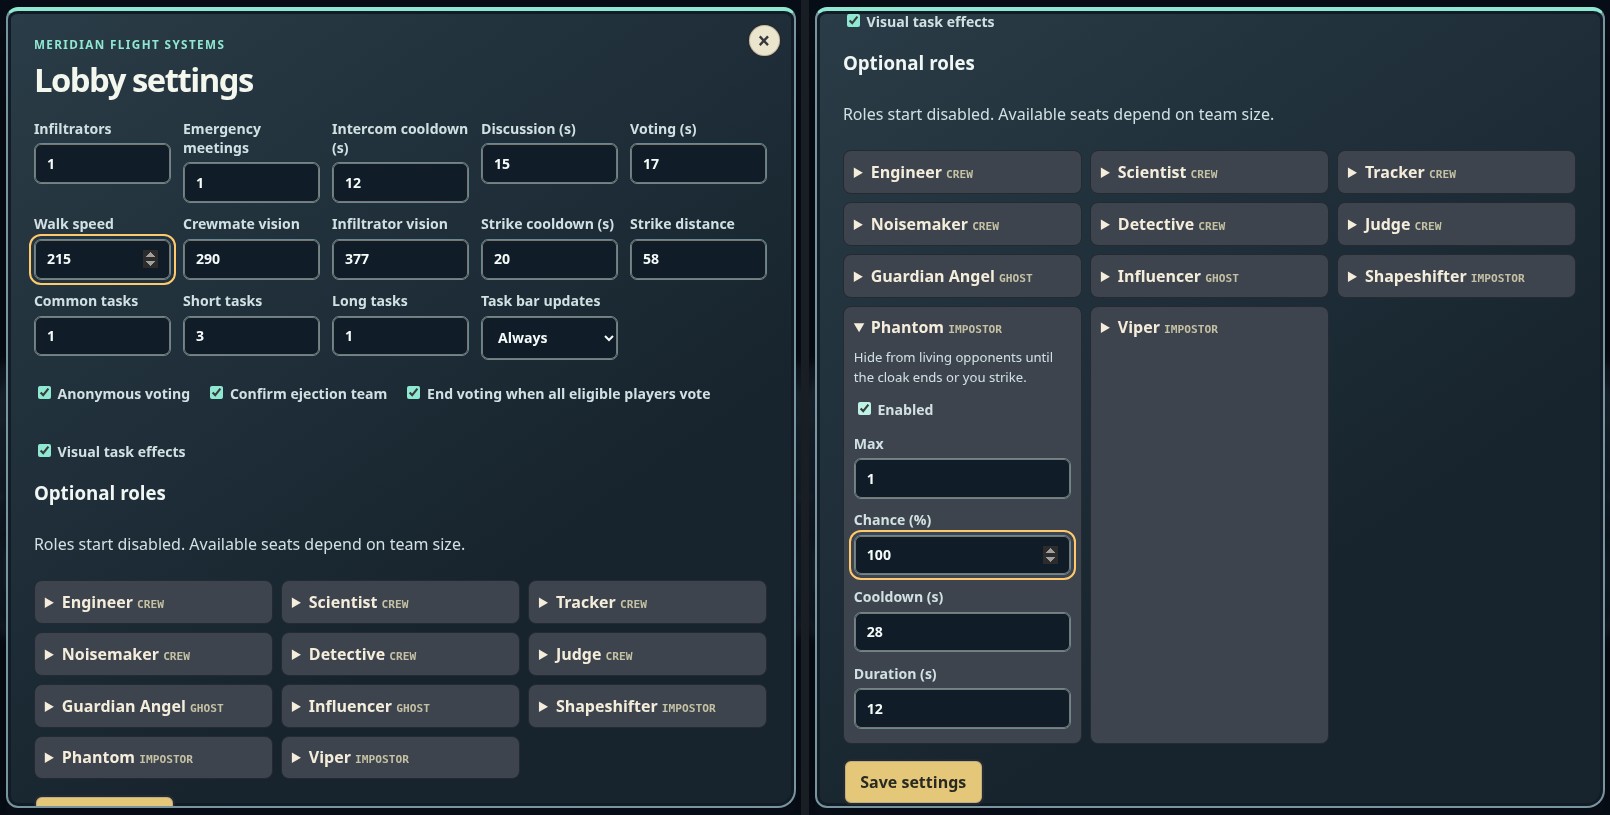 MERIDIAN FLIGHT SYSTEMS
Lobby settings
Infiltrators
1
Emergency
meetings
1
Intercom cooldown
(s)
12
Discussion (s)
15
Voting (s)
17
Walk speed
215
Crewmate vision
290
Infiltrator vision
377
Strike cooldown (s)
20
Strike distance
58
Common tasks
1
Short tasks
3
Long tasks
1
Task bar updates
Always
Anonymous voting
Confirm ejection team
End voting when all eligible players vote
Visual task effects
Optional roles
Roles start disabled. Available seats depend on team size.
Engineer CREW
Scientist CREW
Tracker CREW
Noisemaker CREW
Detective CREW
Judge CREW
Guardian Angel GHOST
Influencer GHOST
Shapeshifter IMPOSTOR
Phantom IMPOSTOR
Viper IMPOSTOR
Visual task effects
Optional roles
Roles start disabled. Available seats depend on team size.
Engineer CREW
Scientist CREW
Tracker CREW
Noisemaker CREW
Detective CREW
Judge CREW
Guardian Angel GHOST
Influencer GHOST
Shapeshifter IMPOSTOR
Phantom IMPOSTOR
Hide from living opponents until
the cloak ends or you strike.
Enabled
Max
1
Chance (%)
100
Cooldown (s)
28
Duration (s)
12
Viper IMPOSTOR
Save settings